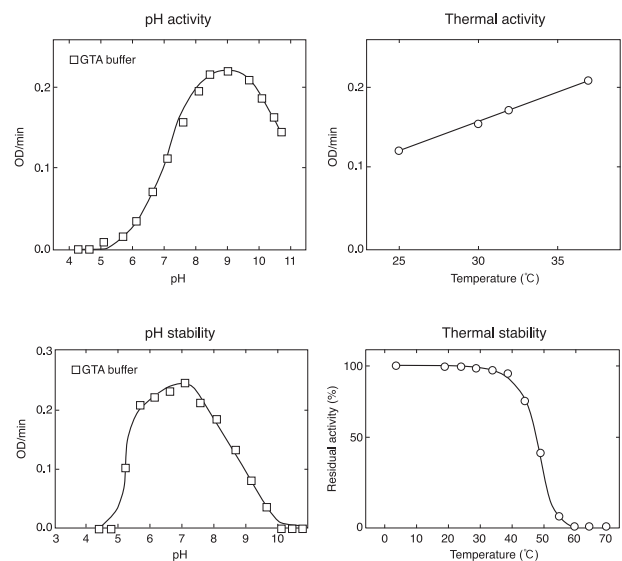 pH activity
GTA buffer
OD/min
0.2
0.1
0.0
4 5 6 7 8 9 10 11
pH
Thermal activity
OD/min
0.2
0.1
0.0
25 30 35
Temperature (℃)
pH stability
GTA buffer
OD/min
0.3
0.2
0.1
0.0
3 4 5 6 7 8 9 10
pH
Thermal stability
Residual activity (%)
100
50
0
0 10 20 30 40 50 60 70
Temperature (℃)